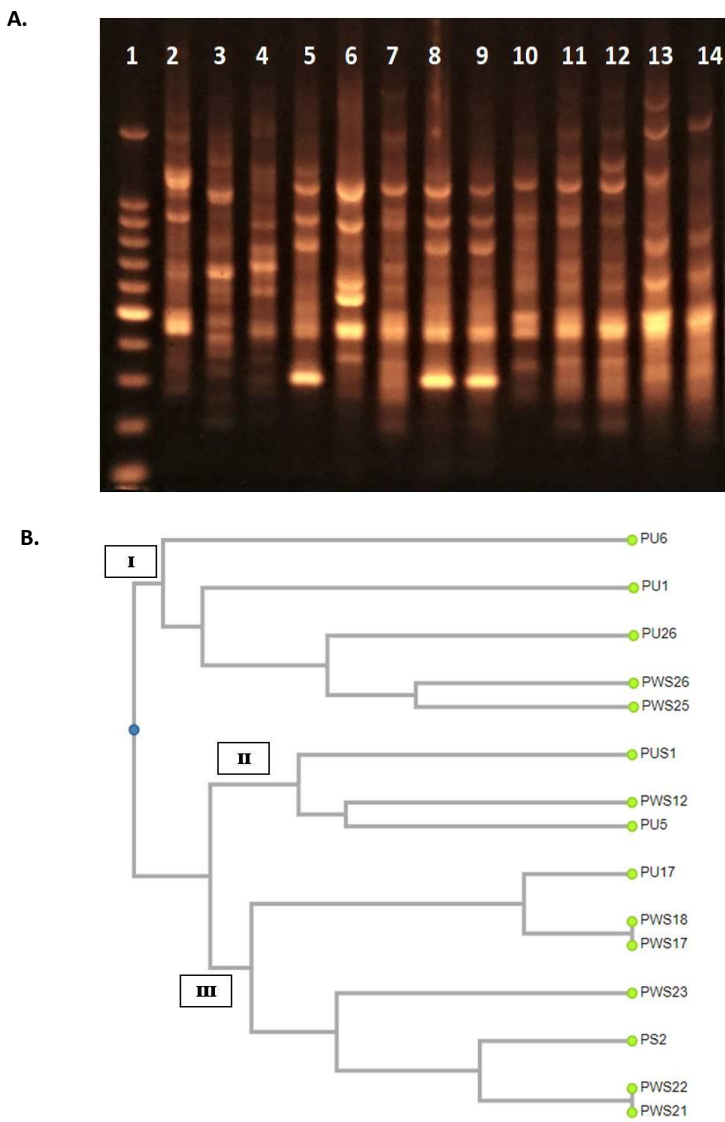 A.
1 2 3 4 5 6 7 8 9 10 11 12 13 14
B.
PU6
I
PU1
PU26
PWS26
PWS25
II
PUS1
PWS12
PU5
PU17
PWS18
PWS17
III
PWS23
PS2
PWS22
PWS21